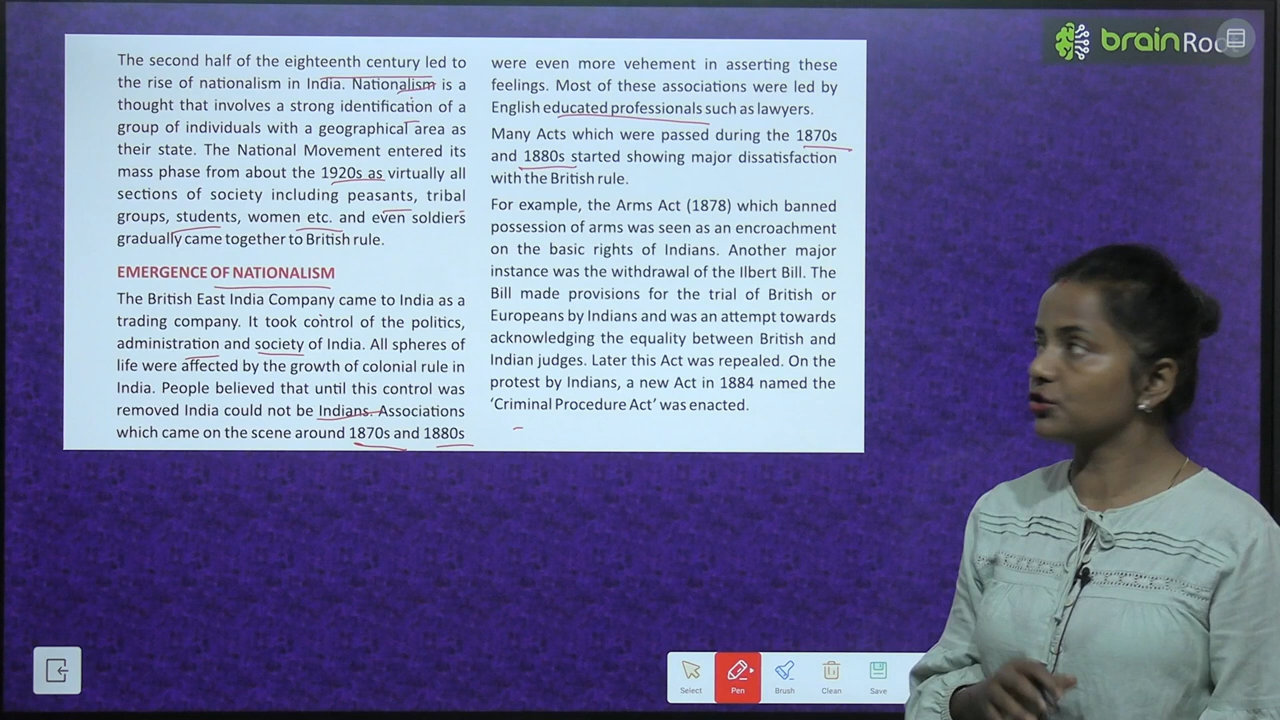 The second half of the eighteenth century led to
the rise of nationalism in India. Nationalism is a
thought that involves a strong identification of a
group of individuals with a geographical area as
their state. The National Movement entered its
mass phase from about the 1920s as virtually all
sections of society including peasants, tribal
groups, students, women etc. and even soldiers
gradually came together to British rule.
EMERGENCE OF NATIONALISM
The British East India Company came to India as a
trading company. It took control of the politics,
administration and society of India. All spheres of
life were affected by the growth of colonial rule in
India. People believed that until this control was
removed India could not be Indians. Associations
which came on the scene around 1870s and 1880s
were even more vehement in asserting these
feelings. Most of these associations were led by
English educated professionals such as lawyers.
Many Acts which were passed during the 1870s
and 1880s started showing major dissatisfaction
with the British rule.
For example, the Arms Act (1878) which banned
possession of arms was seen as an encroachment
on the basic rights of Indians. Another major
instance was the withdrawal of the Ilbert Bill. The
Bill made provisions for the trial of British or
Europeans by Indians and was an attempt towards
acknowledging the equality between British and
Indian judges. Later this Act was repealed. On the
protest by Indians, a new Act in 1884 named the
‘Criminal Procedure Act’ was enacted.
brain
Select
Pen
Brush
Clean
Save